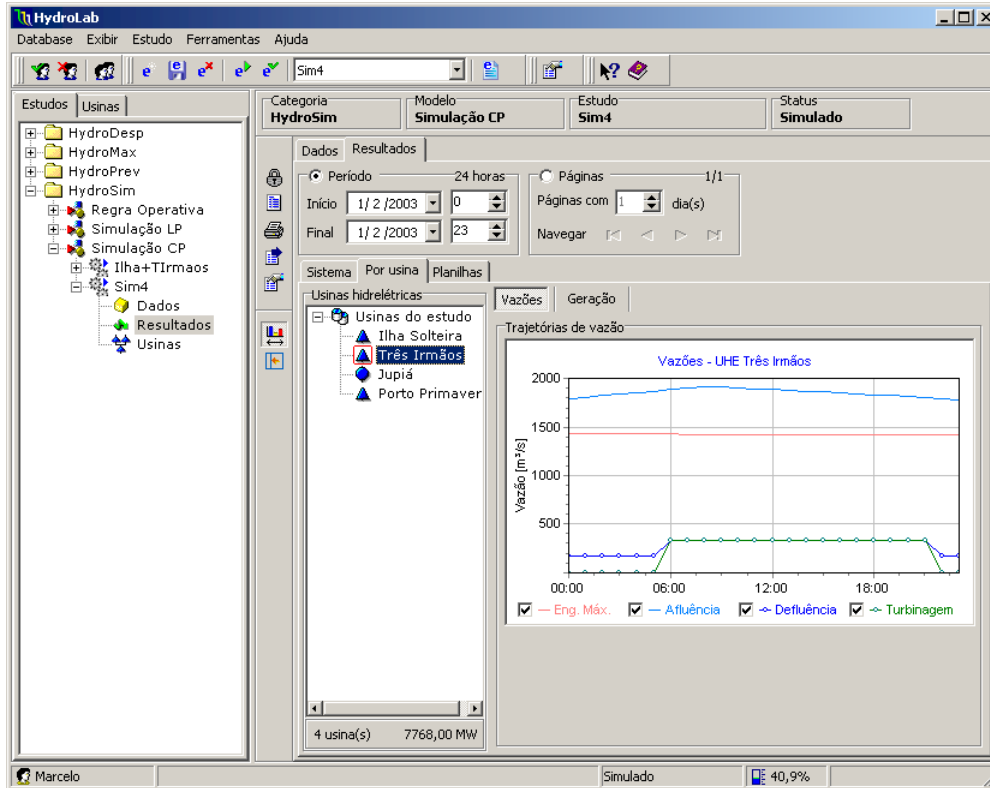 HydroLab
Database Exibir Estudo Ferramentas Ajuda
Sim4
Estudos Usinas
HydroDesp
HydroMax
HydroPrev
HydroSim
Regra Operativa
Simulação LP
Simulação CP
Ilha+TIrmaos
Sim4
Dados
Resultados
Usinas
Categoria Modelo Estudo Status
HydroSim Simulação CP Sim4 Simulado
Dados Resultados
Período 24 horas Páginas 1/1
Início 1/ 2 /2003 0 Páginas com 1 dia(s)
Final 1/ 2 /2003 23 Navegar
Sistema Por usina Planilhas
Usinas hidrelétricas
Usinas do estudo
Ilha Solteira
Três Irmãos
Jupiá
Porto Primaver
4 usina(s) 7768,00 MW
Vazões Geração
Trajetórias de vazão
Vazões - UHE Três Irmãos
2000
1500
1000
500
Vazão [m³/s]
00:00 06:00 12:00 18:00
Eng. Máx. Afluência Defluência Turbinagem
Marcelo Simulado 40,9%